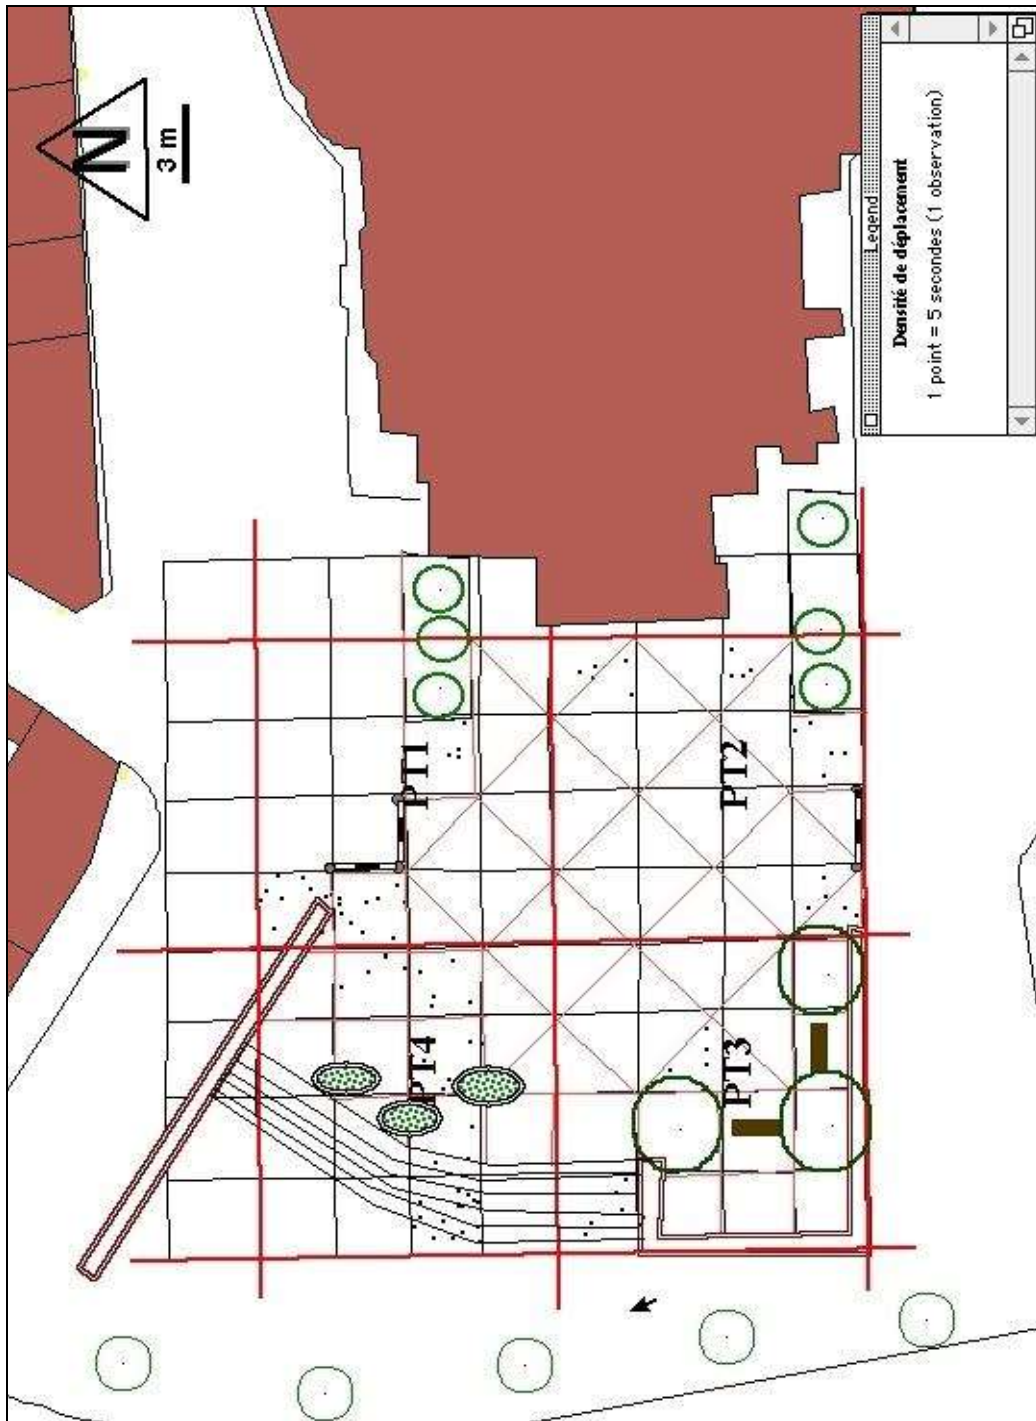 N
3 m
Legend
Densité de déplacement
1 point = 5 secondes (1 observation)
PT1
PT2
PT4
PT3